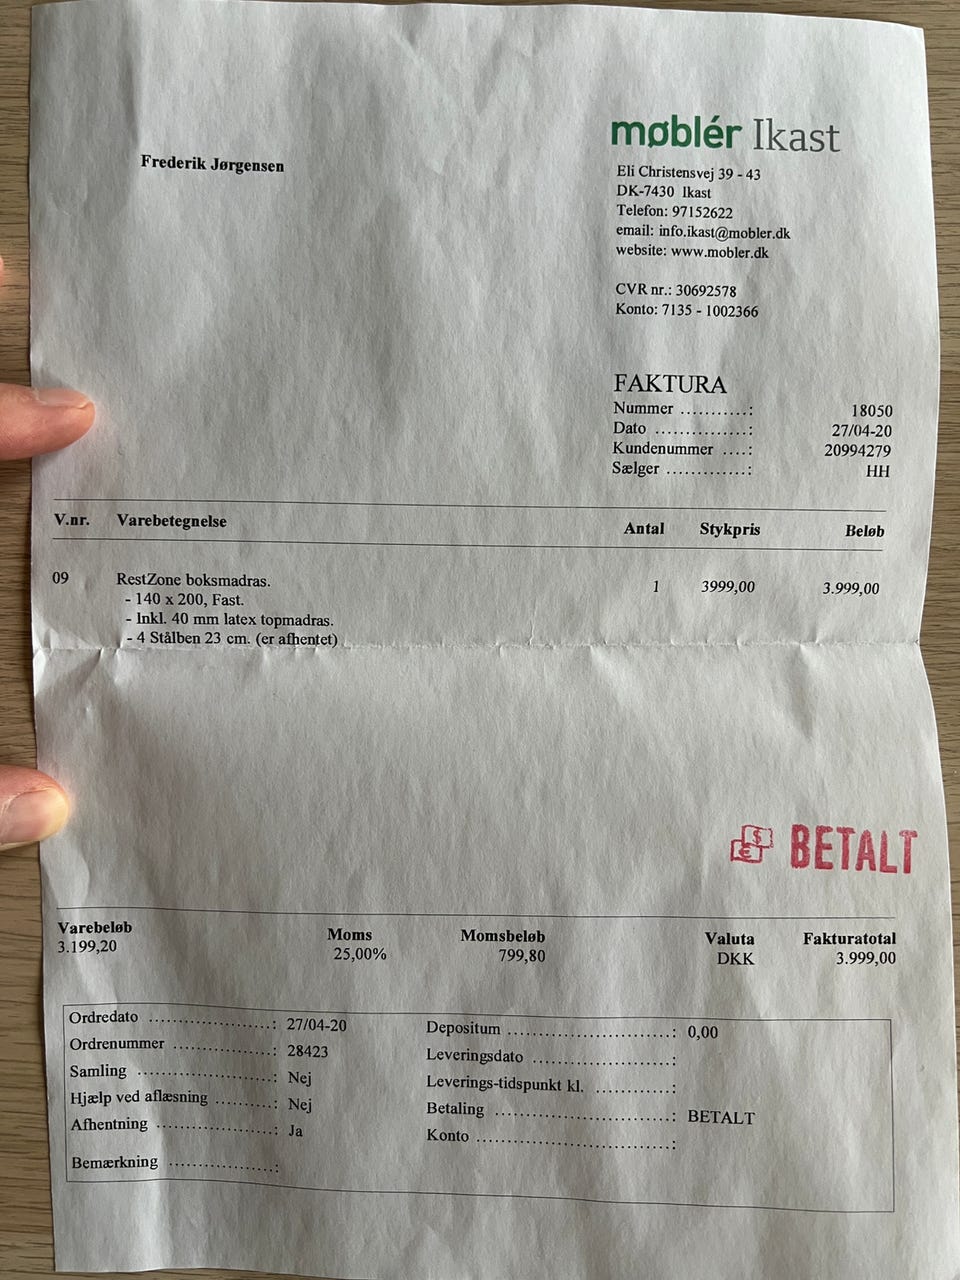 møblér Ikast
Frederik Jørgensen
Eli Christensvej 39 - 43
DK-7430 Ikast
Telefon: 97152622
email: info.ikast@mobler.dk
website: www.mobler.dk
CVR nr.: 30692578
Konto: 7135 - 1002366
FAKTURA
Nummer ...........: 18050
Dato ..............: 27/04-20
Kundenummer ....: 20994279
Sælger ............: HH
V.nr. Varebetegnelse Antal Stykpris Beløb
09 RestZone boksmadras. 1 3999,00 3.999,00
- 140 x 200, Fast.
- Inkl. 40 mm latex topmadras.
- 4 Stålben 23 cm. (er afhentet)
$ € BETALT
Varebeløb Moms Momsbeløb Valuta Fakturatotal
3.199,20 25,00% 799,80 DKK 3.999,00
Ordredato ......................: 27/04-20 Depositum .............................: 0,00
Ordrenummer ..................: 28423 Leveringsdato .........................:
Samling ........................: Nej Leverings-tidspunkt kl. ..............:
Hjælp ved aflæsning ..........: Nej Betaling ...............................: BETALT
Afhentning .....................: Ja Konto ..................................:
Bemærkning ...................: